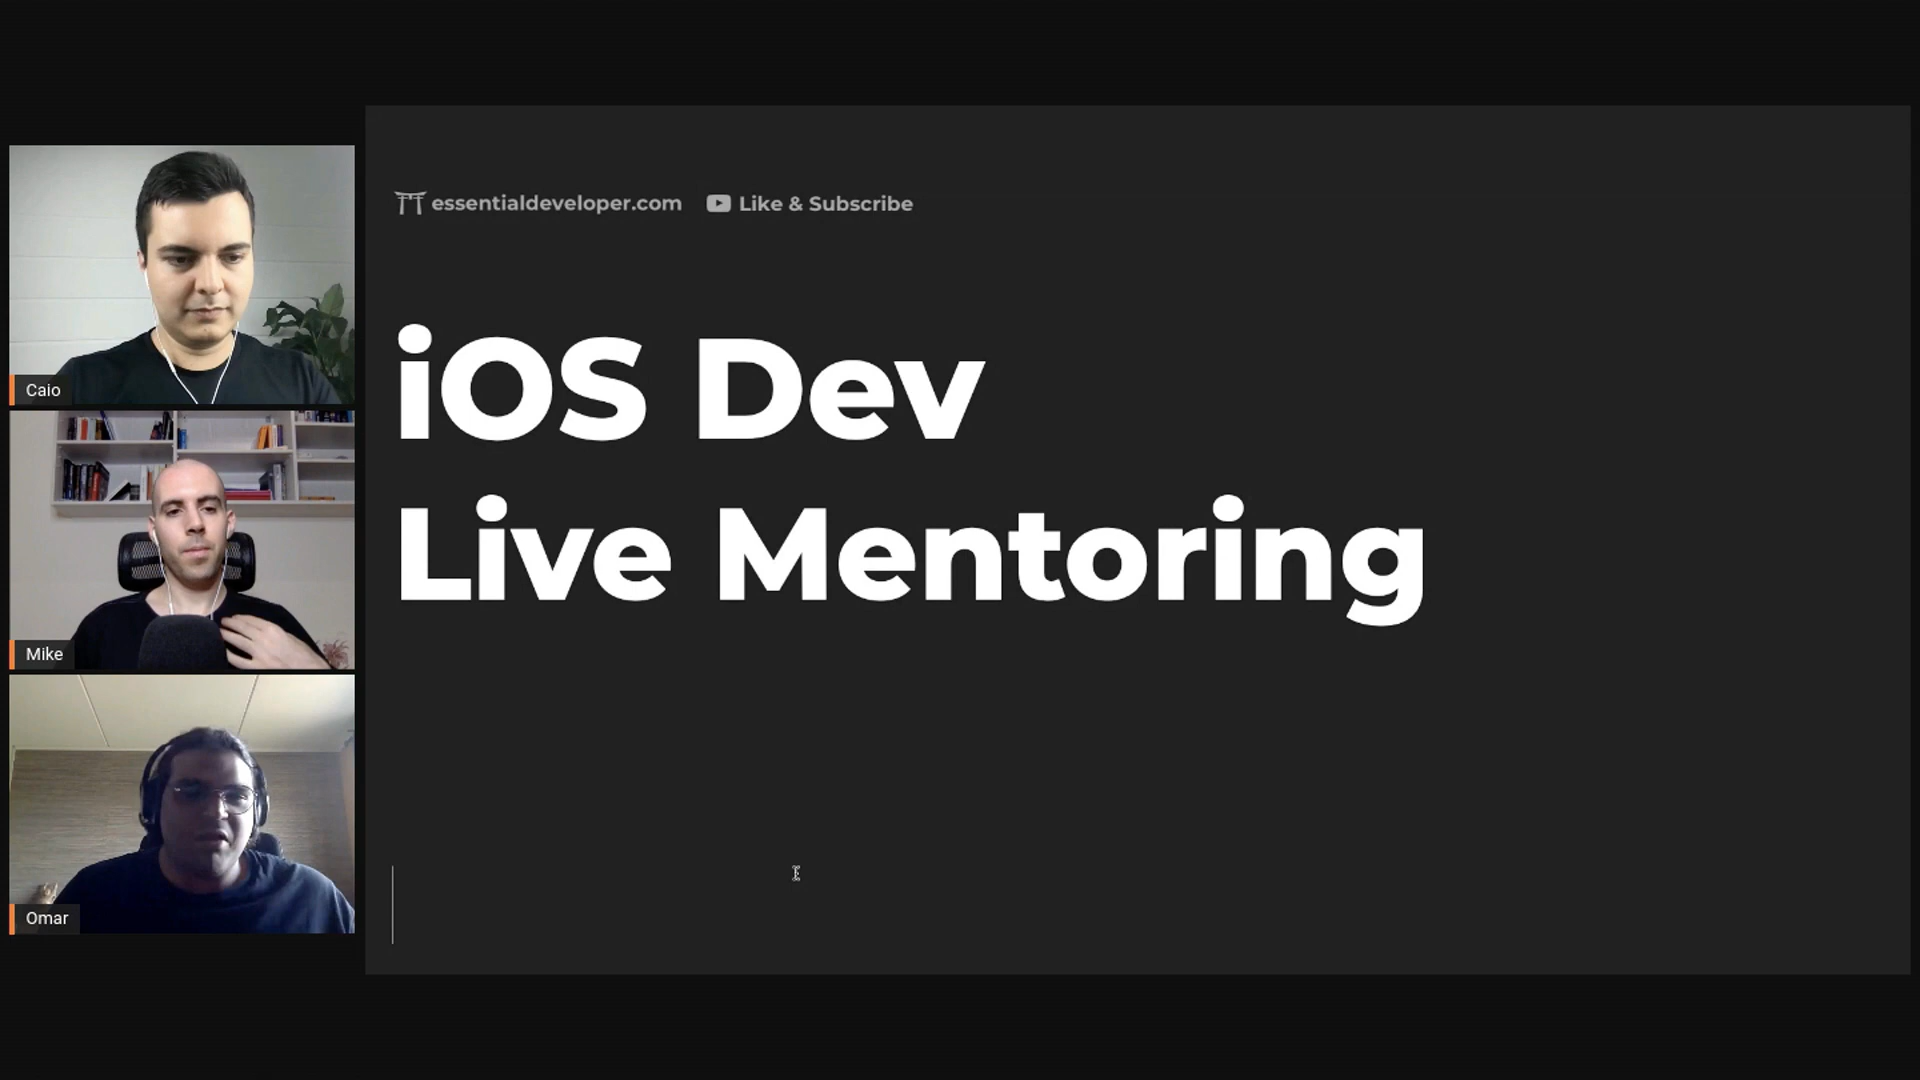 essentialdeveloper.com Like & Subscribe
iOS Dev
Live Mentoring
Caio
Mike
Omar